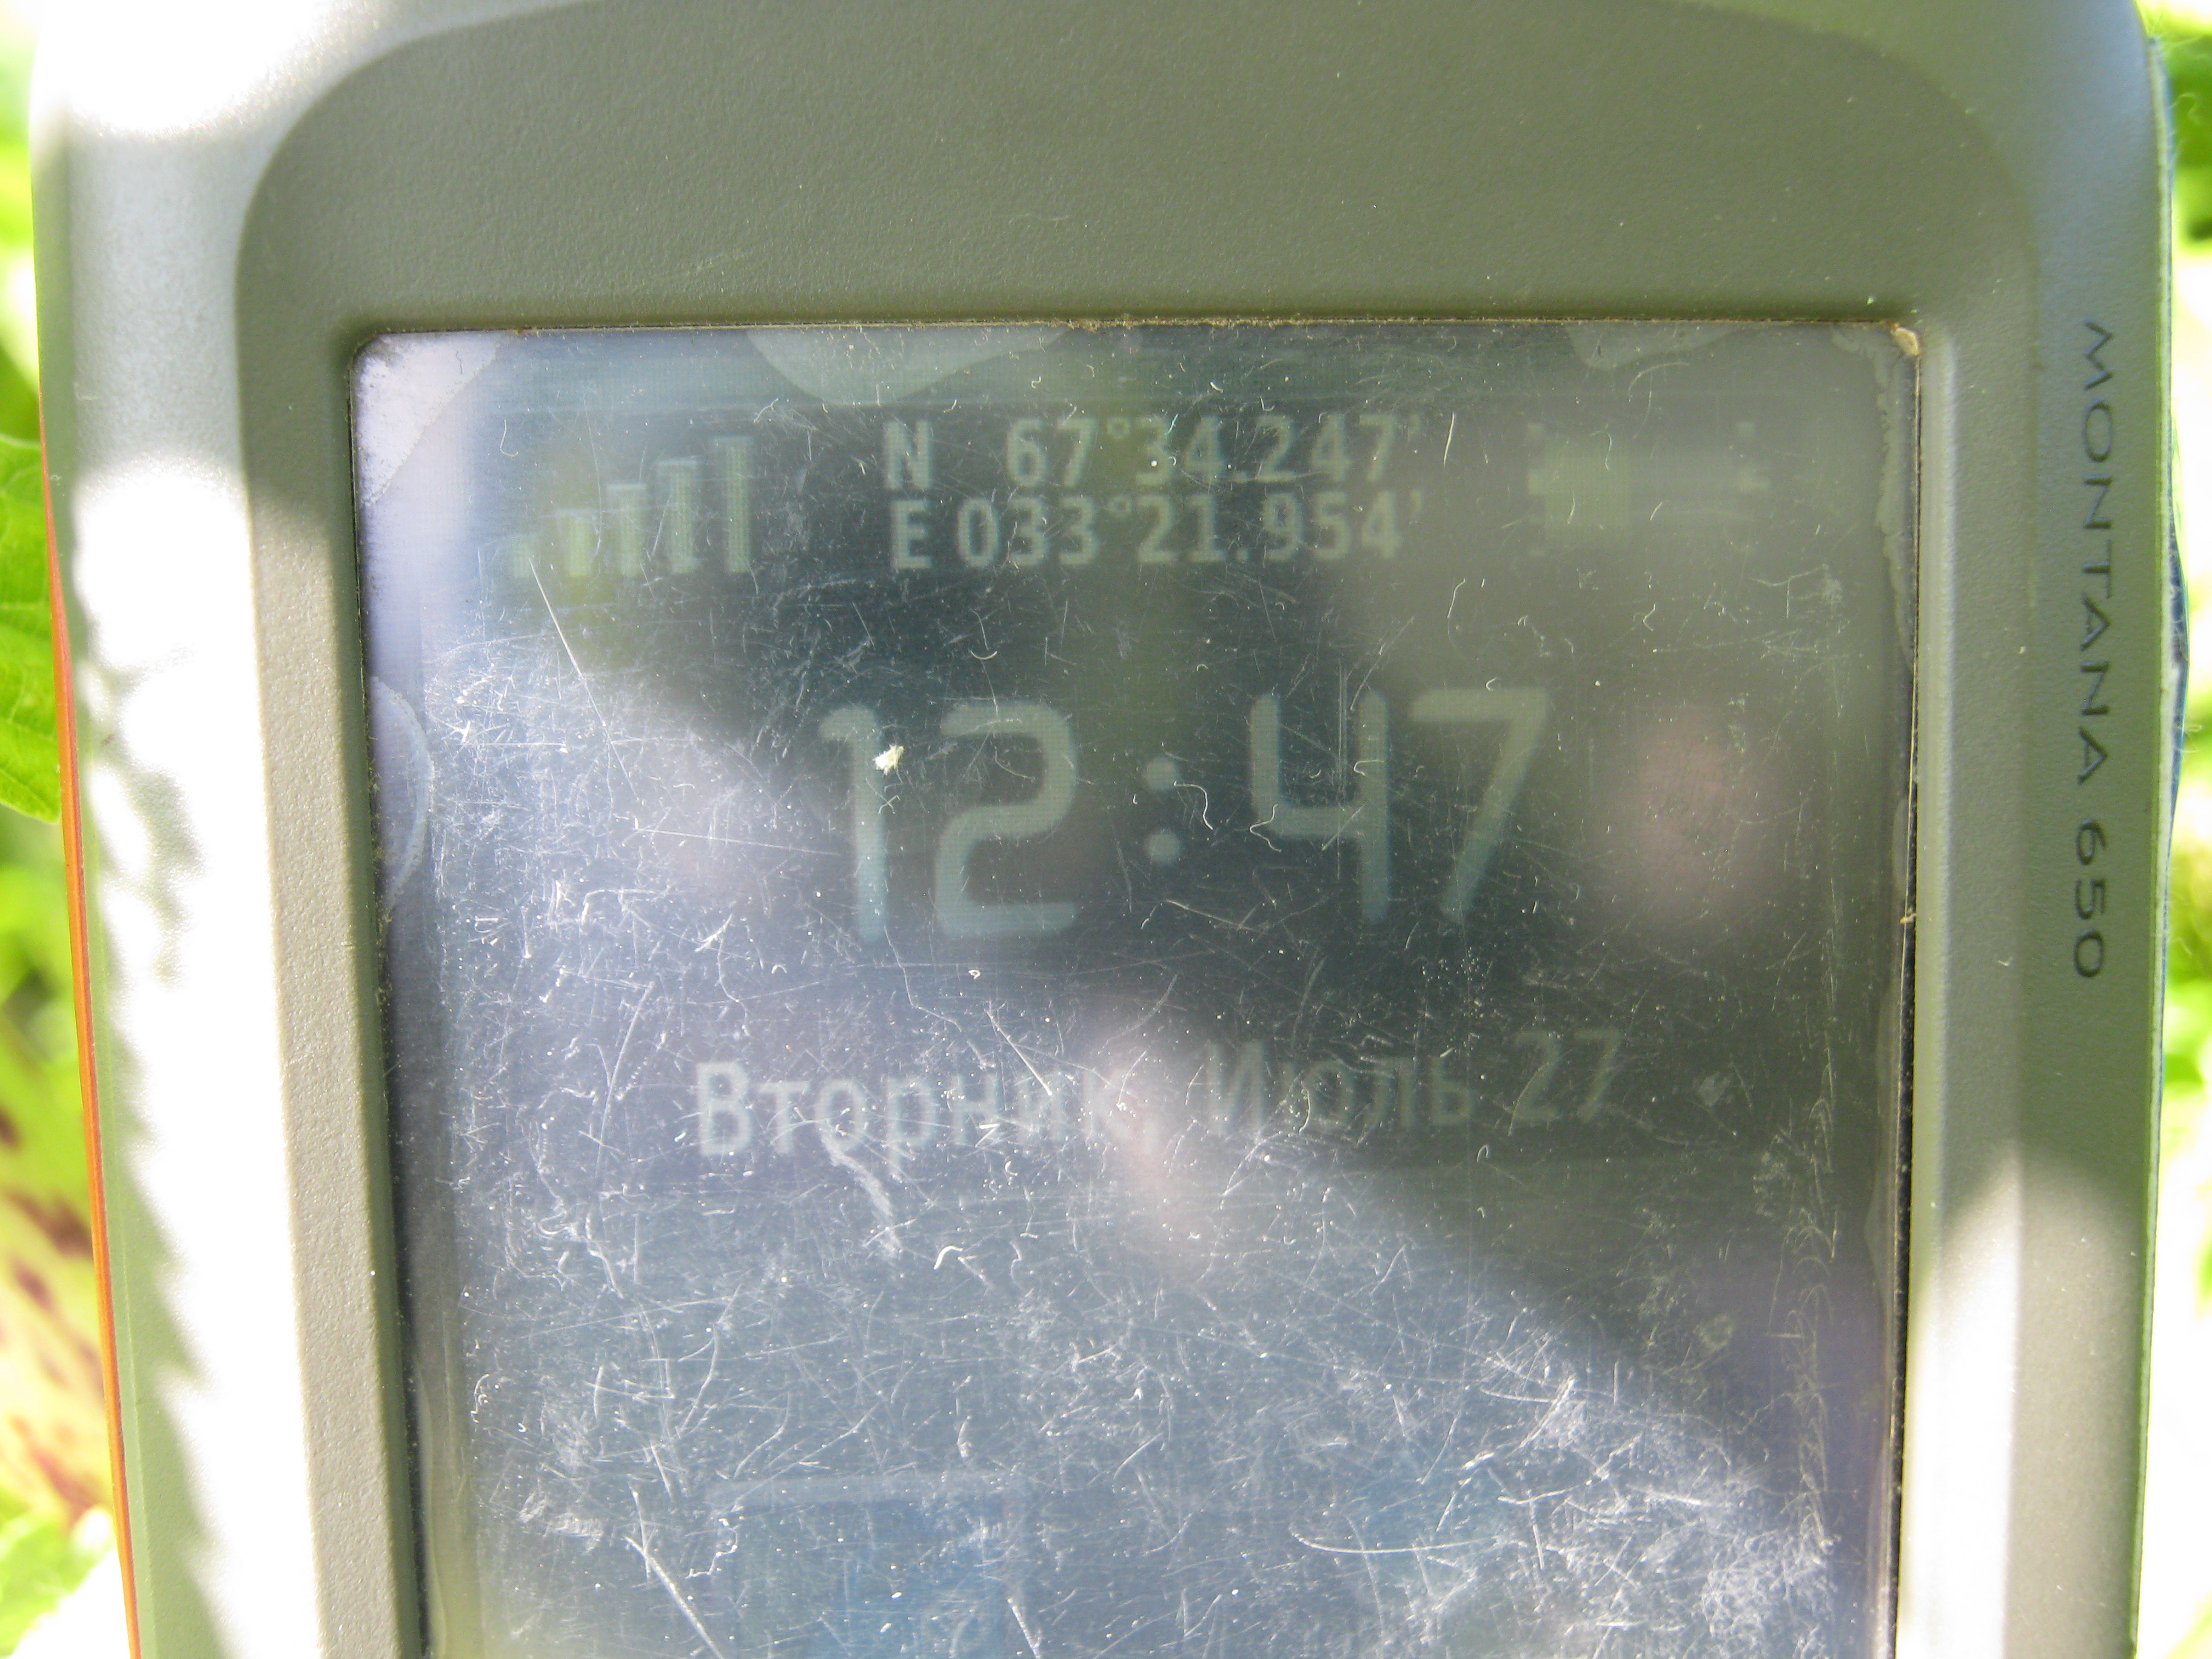 N 67°34.247'
E 033°21.954'
12:47
Вторник, Июль 27
MONTANA 650